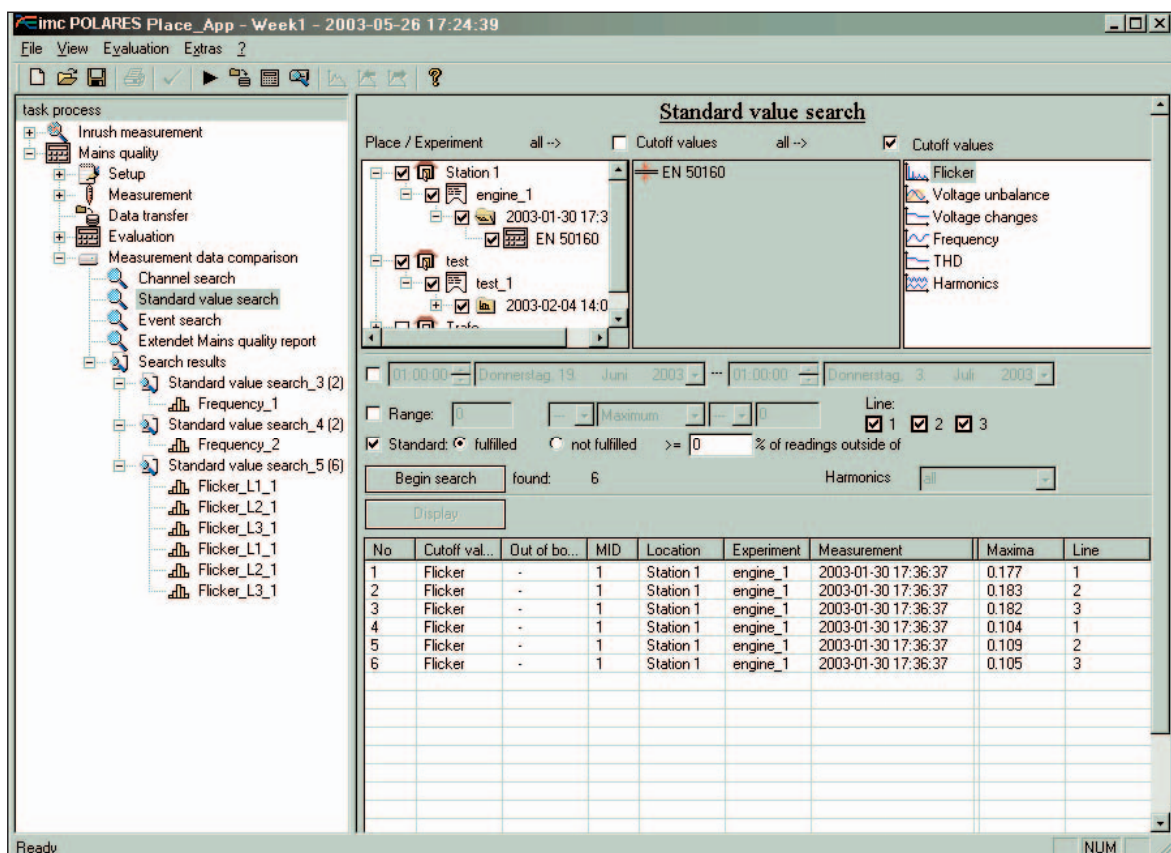 imc POLARES Place_App - Week1 - 2003-05-26 17:24:39
File View Evaluation Extras ?
task process
Inrush measurement
Mains quality
Setup
Measurement
Data transfer
Evaluation
Measurement data comparison
Channel search
Standard value search
Event search
Extendet Mains quality report
Search results
Standard value search_3 (2)
Frequency_1
Standard value search_4 (2)
Frequency_2
Standard value search_5 (6)
Flicker_L1_1
Flicker_L2_1
Flicker_L3_1
Flicker_L1_1
Flicker_L2_1
Flicker_L3_1
Standard value search
Place / Experiment all --> Cutoff values all --> Cutoff values
Station 1
engine_1
2003-01-30 17:3
EN 50160
test
test_1
2003-02-04 14:0
Trafo
EN 50160
Flicker
Voltage unbalance
Voltage changes
Frequency
THD
Harmonics
01:00:00 Donnerstag, 19. Juni 2003 --- 01:00:00 Donnerstag, 3. Juli 2003
Range: 0 --- Maximum --- 0
Line:
1 2 3
Standard: fulfilled not fulfilled >= 0 % of readings outside of
Begin search found: 6 Harmonics all
Display
No Cutoff val... Out of bo... MID Location Experiment Measurement Maxima Line
1 Flicker - 1 Station 1 engine_1 2003-01-30 17:36:37 0.177 1
2 Flicker - 1 Station 1 engine_1 2003-01-30 17:36:37 0.183 2
3 Flicker - 1 Station 1 engine_1 2003-01-30 17:36:37 0.182 3
4 Flicker - 1 Station 1 engine_1 2003-01-30 17:36:37 0.104 1
5 Flicker - 1 Station 1 engine_1 2003-01-30 17:36:37 0.109 2
6 Flicker - 1 Station 1 engine_1 2003-01-30 17:36:37 0.105 3
Ready NUM